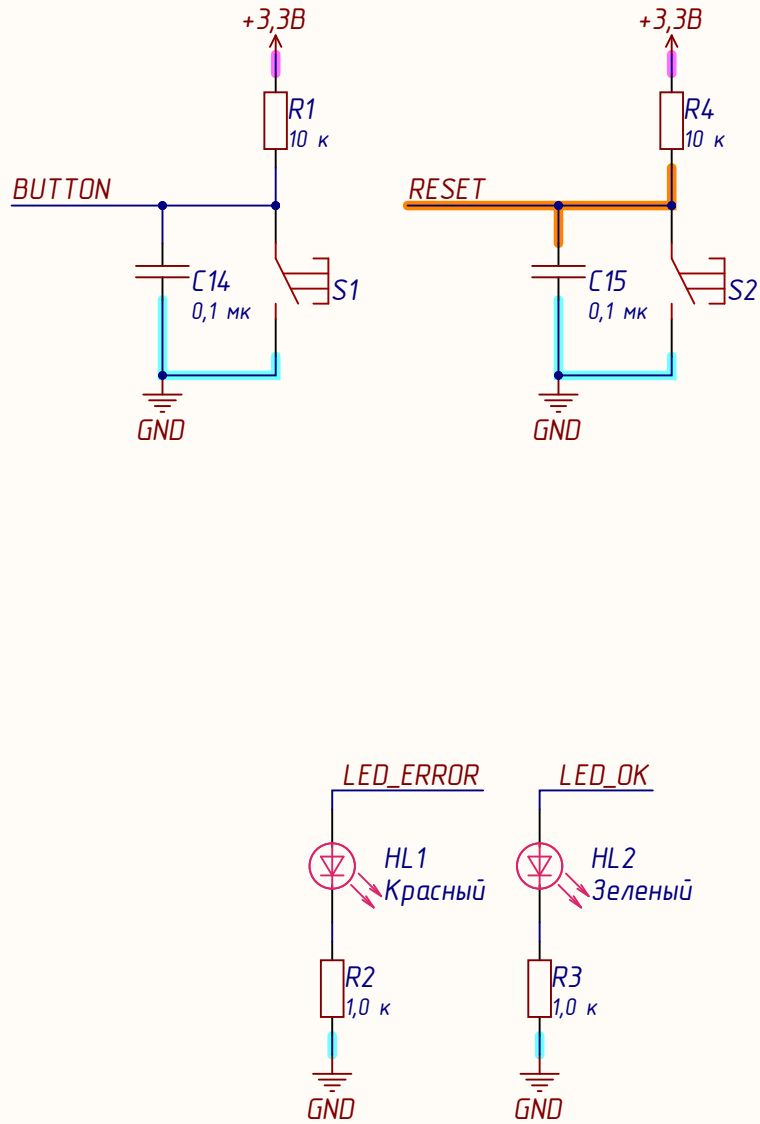 +3,3В
R1
10 к
BUTTON
C14
0,1 мк
S1
GND
+3,3В
R4
10 к
RESET
C15
0,1 мк
S2
GND
LED_ERROR
HL1
Красный
R2
1,0 к
GND
LED_OK
HL2
Зеленый
R3
1,0 к
GND